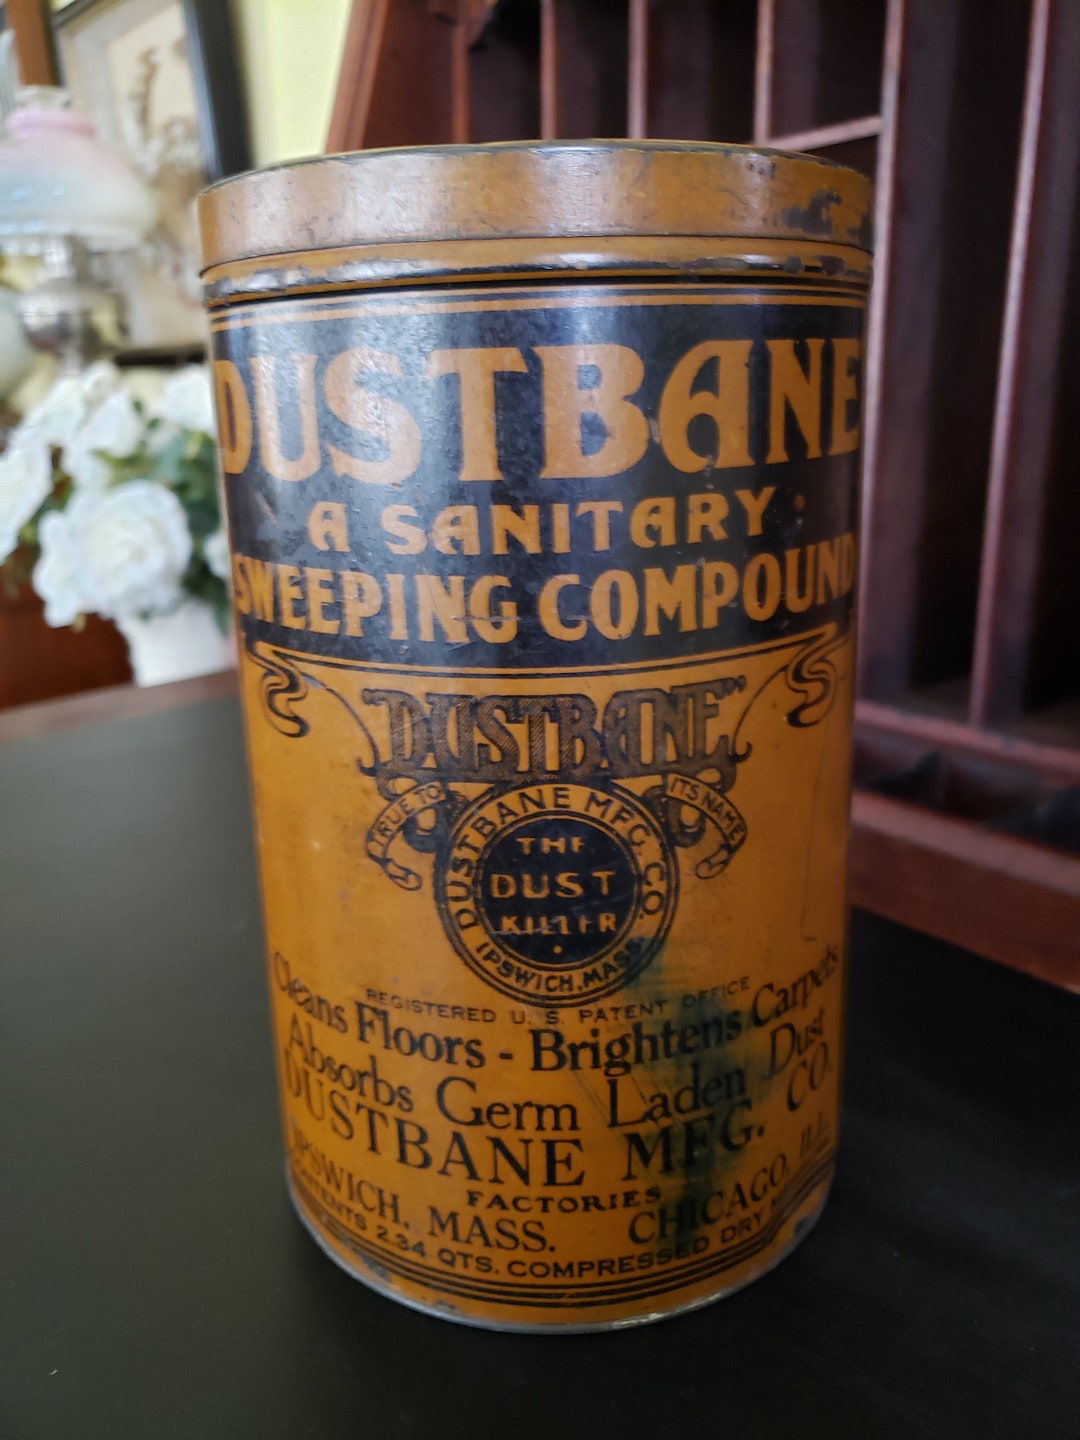 DUSTBANE
A SANITARY
SWEEPING COMPOUND
"DUSTBANE"
TRUE TO ITS NAME
DUSTBANE MFG. CO.
THE
DUST
KILLER
IPSWICH, MASS.
REGISTERED U. S. PATENT OFFICE
Cleans Floors - Brightens Carpets
Absorbs Germ Laden Dust
DUSTBANE MFG. CO.
FACTORIES
IPSWICH, MASS. CHICAGO, ILL.
CONTENTS 2.34 QTS. COMPRESSED DRY